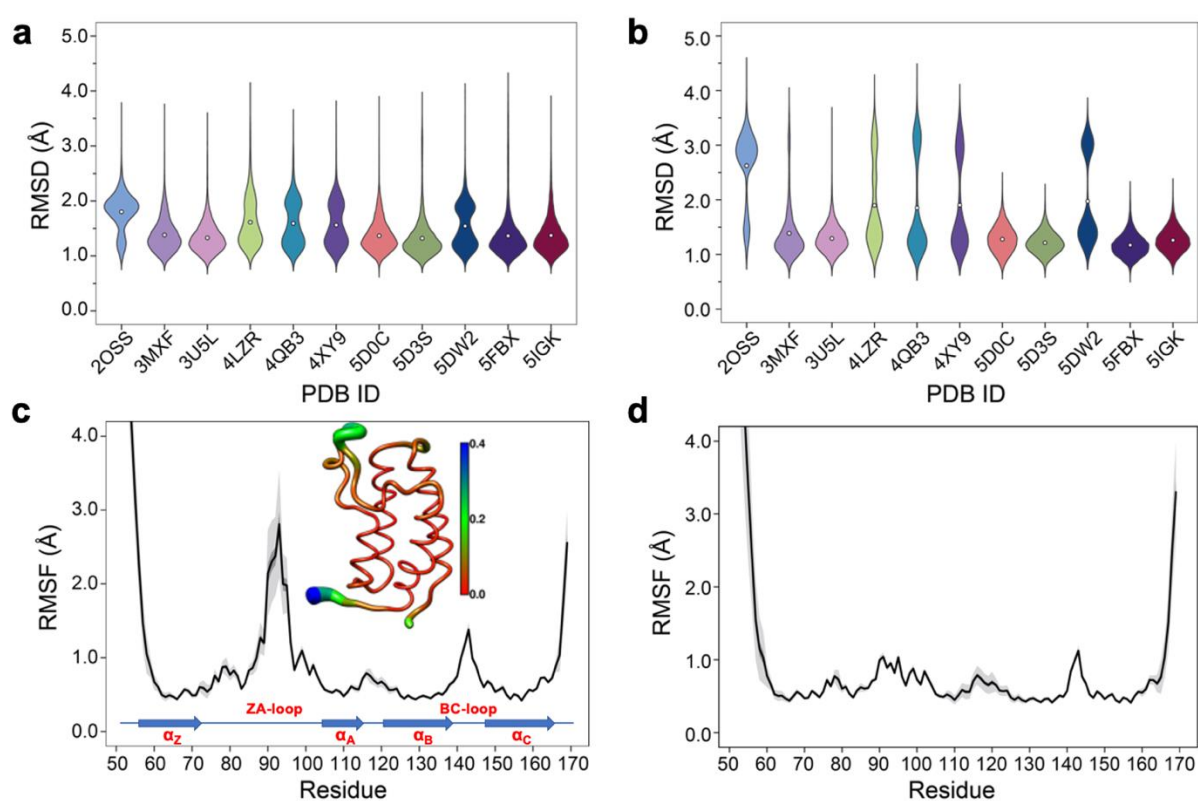 a
5.0
4.0
3.0
2.0
1.0
0.0
RMSD (Å)
2OSS 3MXF 3U5L 4LZR 4QB3 4XY9 5D0C 5D3S 5DW2 5FBX 5IGK
PDB ID
b
5.0
4.0
3.0
2.0
1.0
0.0
RMSD (Å)
2OSS 3MXF 3U5L 4LZR 4QB3 4XY9 5D0C 5D3S 5DW2 5FBX 5IGK
PDB ID
c
4.0
3.0
2.0
1.0
0.0
RMSF (Å)
0.4
0.2
0.0
ZA-loop BC-loop
αZ αA αB αC
50 60 70 80 90 100 110 120 130 140 150 160 170
Residue
d
4.0
3.0
2.0
1.0
0.0
RMSF (Å)
50 60 70 80 90 100 110 120 130 140 150 160 170
Residue